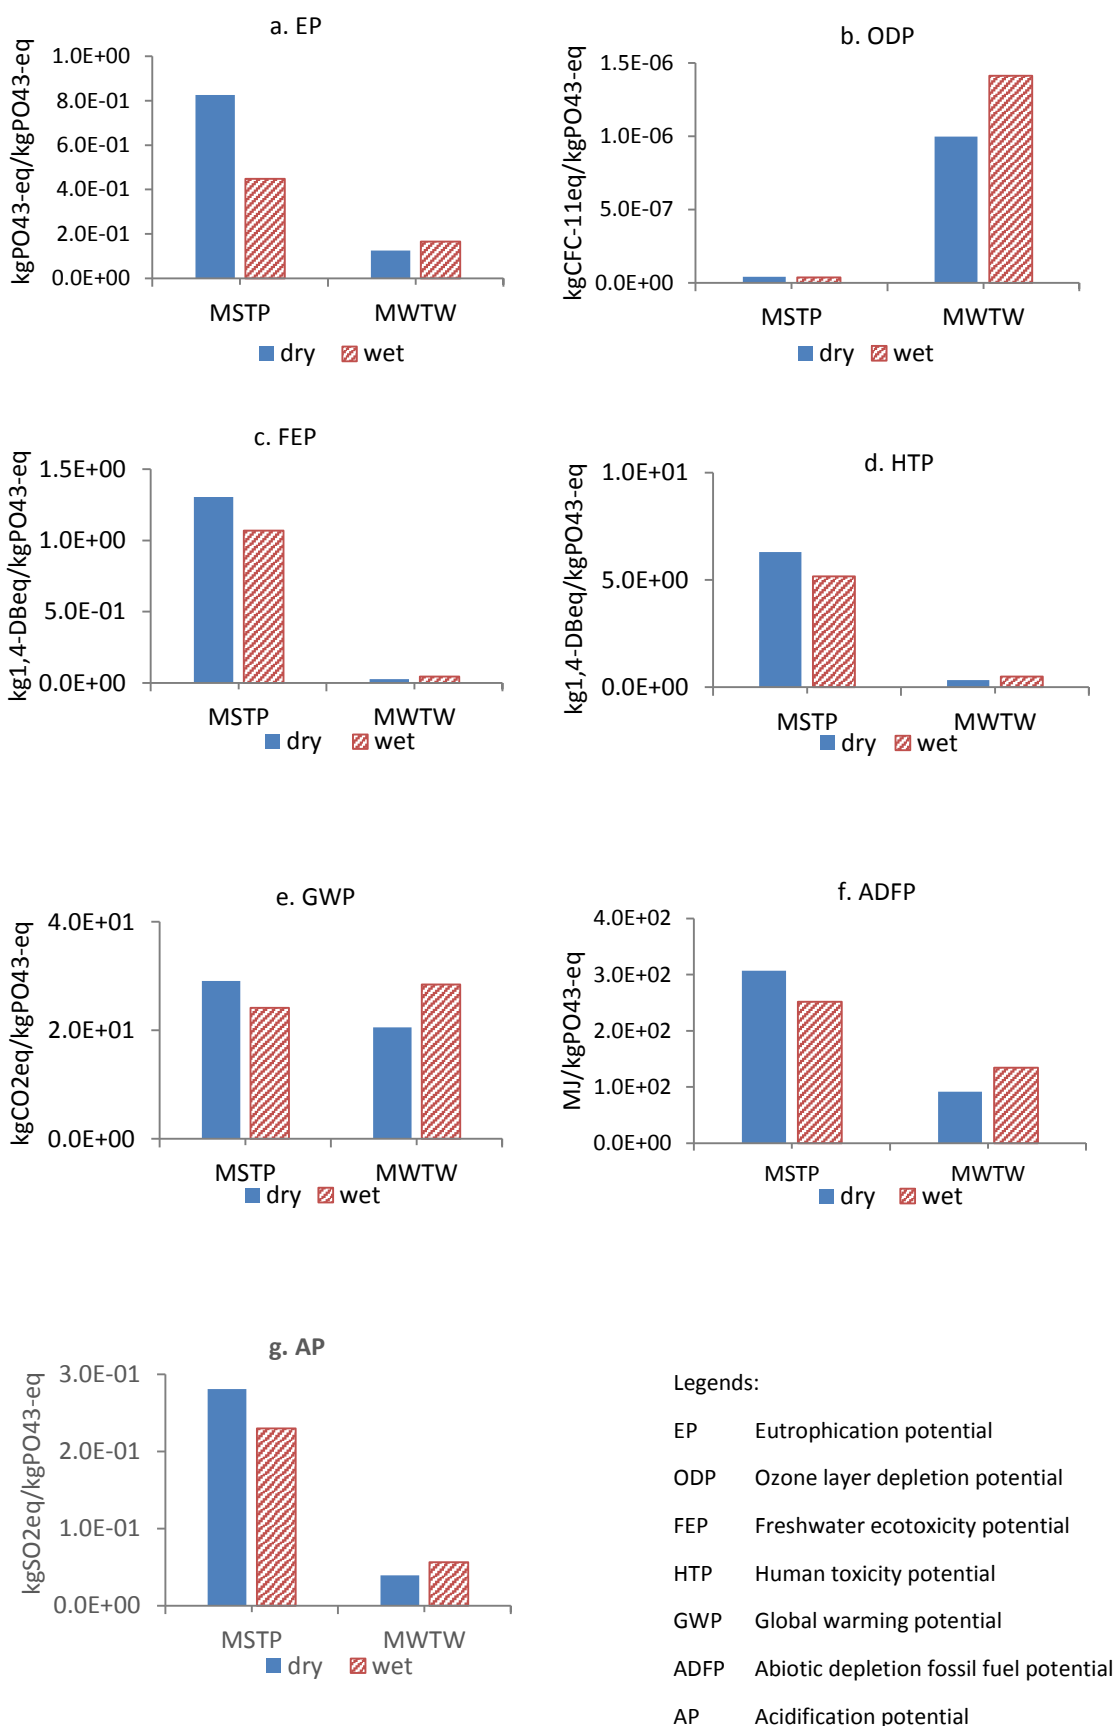 a. EP
kgPO43-eq/kgPO43-eq
1.0E+00
8.0E-01
6.0E-01
4.0E-01
2.0E-01
0.0E+00
MSTP MWTW
dry wet
b. ODP
kgCFC-11eq/kgPO43-eq
1.5E-06
1.0E-06
5.0E-07
0.0E+00
MSTP MWTW
dry wet
c. FEP
kg1,4-DBeq/kgPO43-eq
1.5E+00
1.0E+00
5.0E-01
0.0E+00
MSTP MWTW
dry wet
d. HTP
kg1,4-DBeq/kgPO43-eq
1.0E+01
5.0E+00
0.0E+00
MSTP MWTW
dry wet
e. GWP
kgCO2eq/kgPO43-eq
4.0E+01
2.0E+01
0.0E+00
MSTP MWTW
dry wet
f. ADFP
MJ/kgPO43-eq
4.0E+02
3.0E+02
2.0E+02
1.0E+02
0.0E+00
MSTP MWTW
dry wet
g. AP
kgSO2eq/kgPO43-eq
3.0E-01
2.0E-01
1.0E-01
0.0E+00
MSTP MWTW
dry wet
Legends:
EP Eutrophication potential
ODP Ozone layer depletion potential
FEP Freshwater ecotoxicity potential
HTP Human toxicity potential
GWP Global warming potential
ADFP Abiotic depletion fossil fuel potential
AP Acidification potential